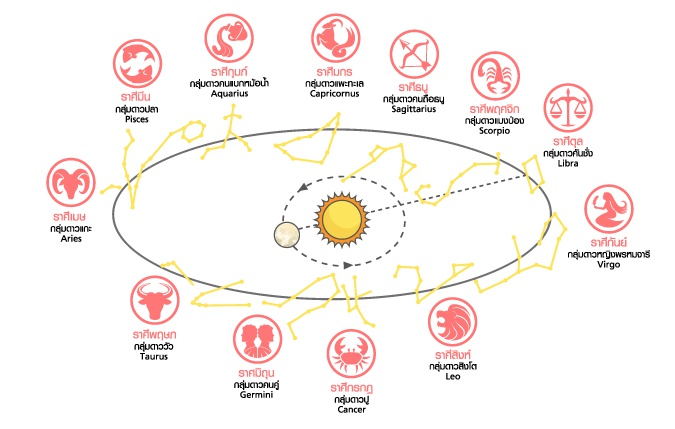 ราศีมีน
กลุ่มดาวปลา
Pisces
ราศีกุมภ์
กลุ่มดาวคนแบกหม้อน้ำ
Aquarius
ราศีมกร
กลุ่มดาวแพะทะเล
Capricornus
ราศีธนู
กลุ่มดาวคนถือธนู
Sagittarius
ราศีพฤศจิก
กลุ่มดาวแมงป่อง
Scorpio
ราศีตุล
กลุ่มดาวคันชั่ง
Libra
ราศีเมษ
กลุ่มดาวแกะ
Aries
ราศีกันย์
กลุ่มดาวหญิงพรหมจารี
Virgo
ราศีพฤษภ
กลุ่มดาววัว
Taurus
ราศมิถุน
กลุ่มดาวคนคู่
Germini
ราศีกรกฎ
กลุ่มดาวปู
Cancer
ราศีสิงห์
กลุ่มดาวสิงโต
Leo